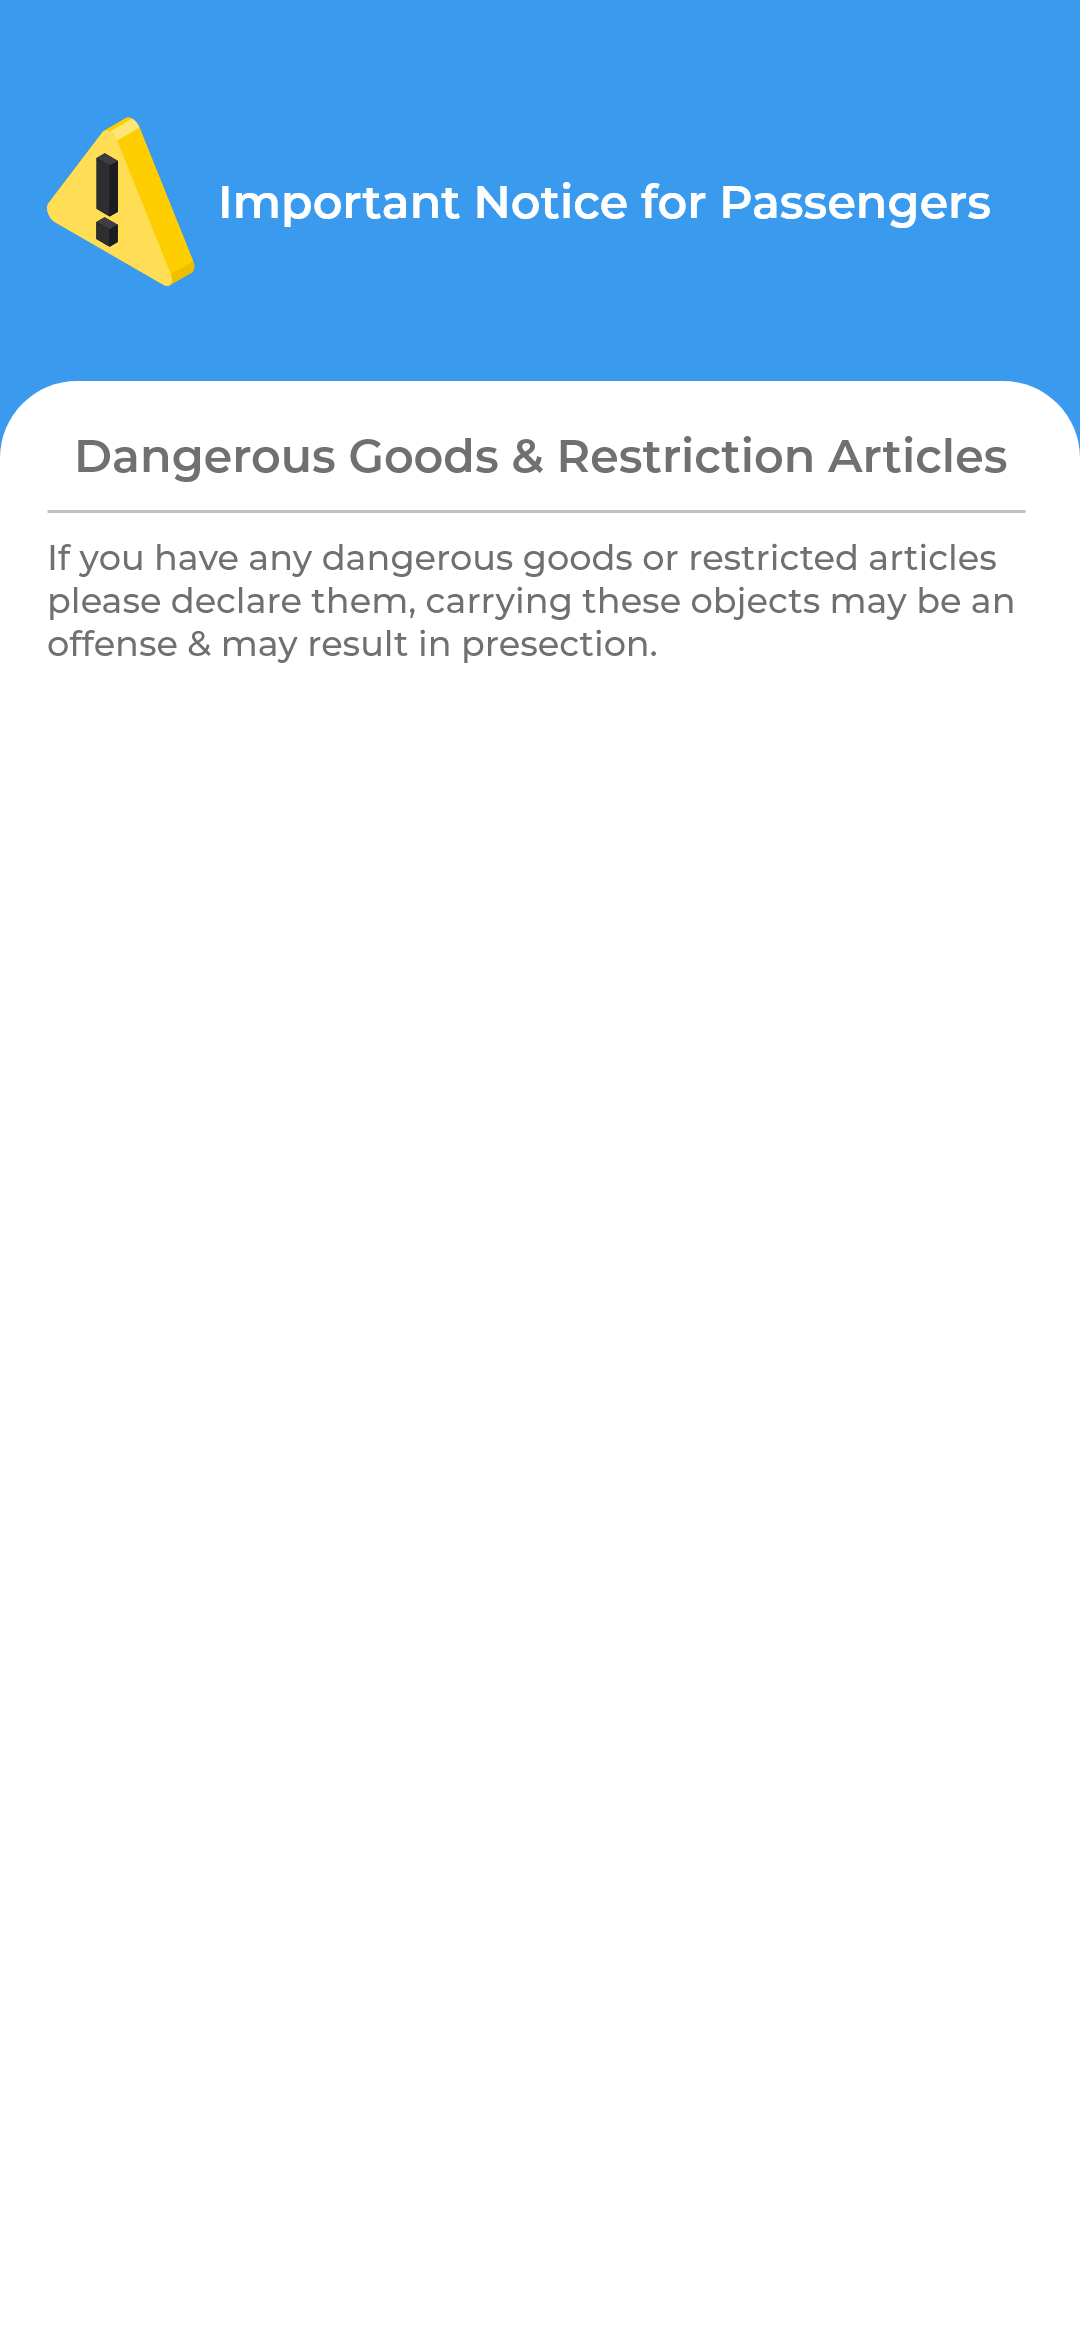 Important Notice for Passengers
Dangerous Goods & Restriction Articles
If you have any dangerous goods or restricted articles
please declare them, carrying these objects may be an
offense & may result in presection.